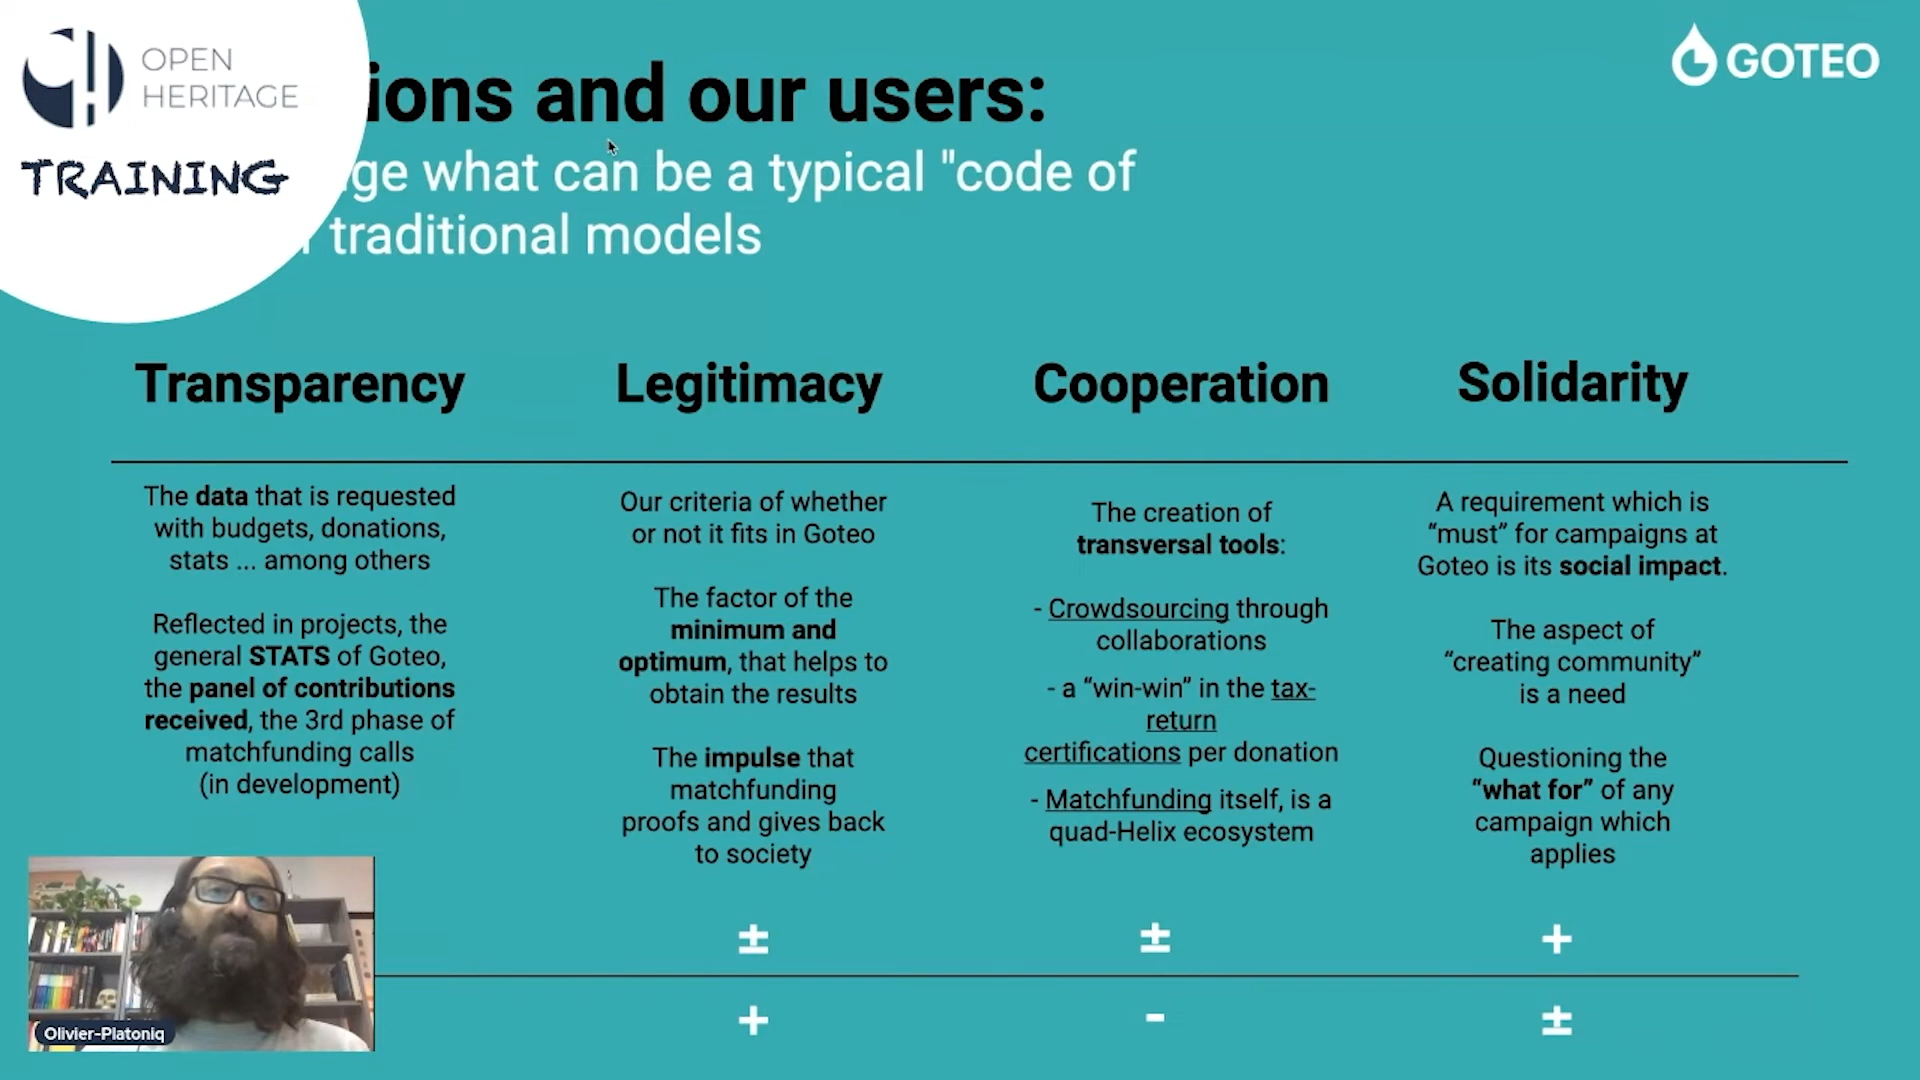 OPEN
HERITAGE
TRAINING
GOTEO
ions and our users:
ge what can be a typical "code of
traditional models
Transparency
Legitimacy
Cooperation
Solidarity
The data that is requested
with budgets, donations,
stats ... among others
Reflected in projects, the
general STATS of Goteo,
the panel of contributions
received, the 3rd phase of
matchfunding calls
(in development)
Our criteria of whether
or not it fits in Goteo
The factor of the
minimum and
optimum, that helps to
obtain the results
The impulse that
matchfunding
proofs and gives back
to society
The creation of
transversal tools:
- Crowdsourcing through
collaborations
- a “win-win” in the tax-
return
certifications per donation
- Matchfunding itself, is a
quad-Helix ecosystem
A requirement which is
“must” for campaigns at
Goteo is its social impact.
The aspect of
“creating community”
is a need
Questioning the
“what for” of any
campaign which
applies
± ± +
+ - ±
Olivier-Platoniq